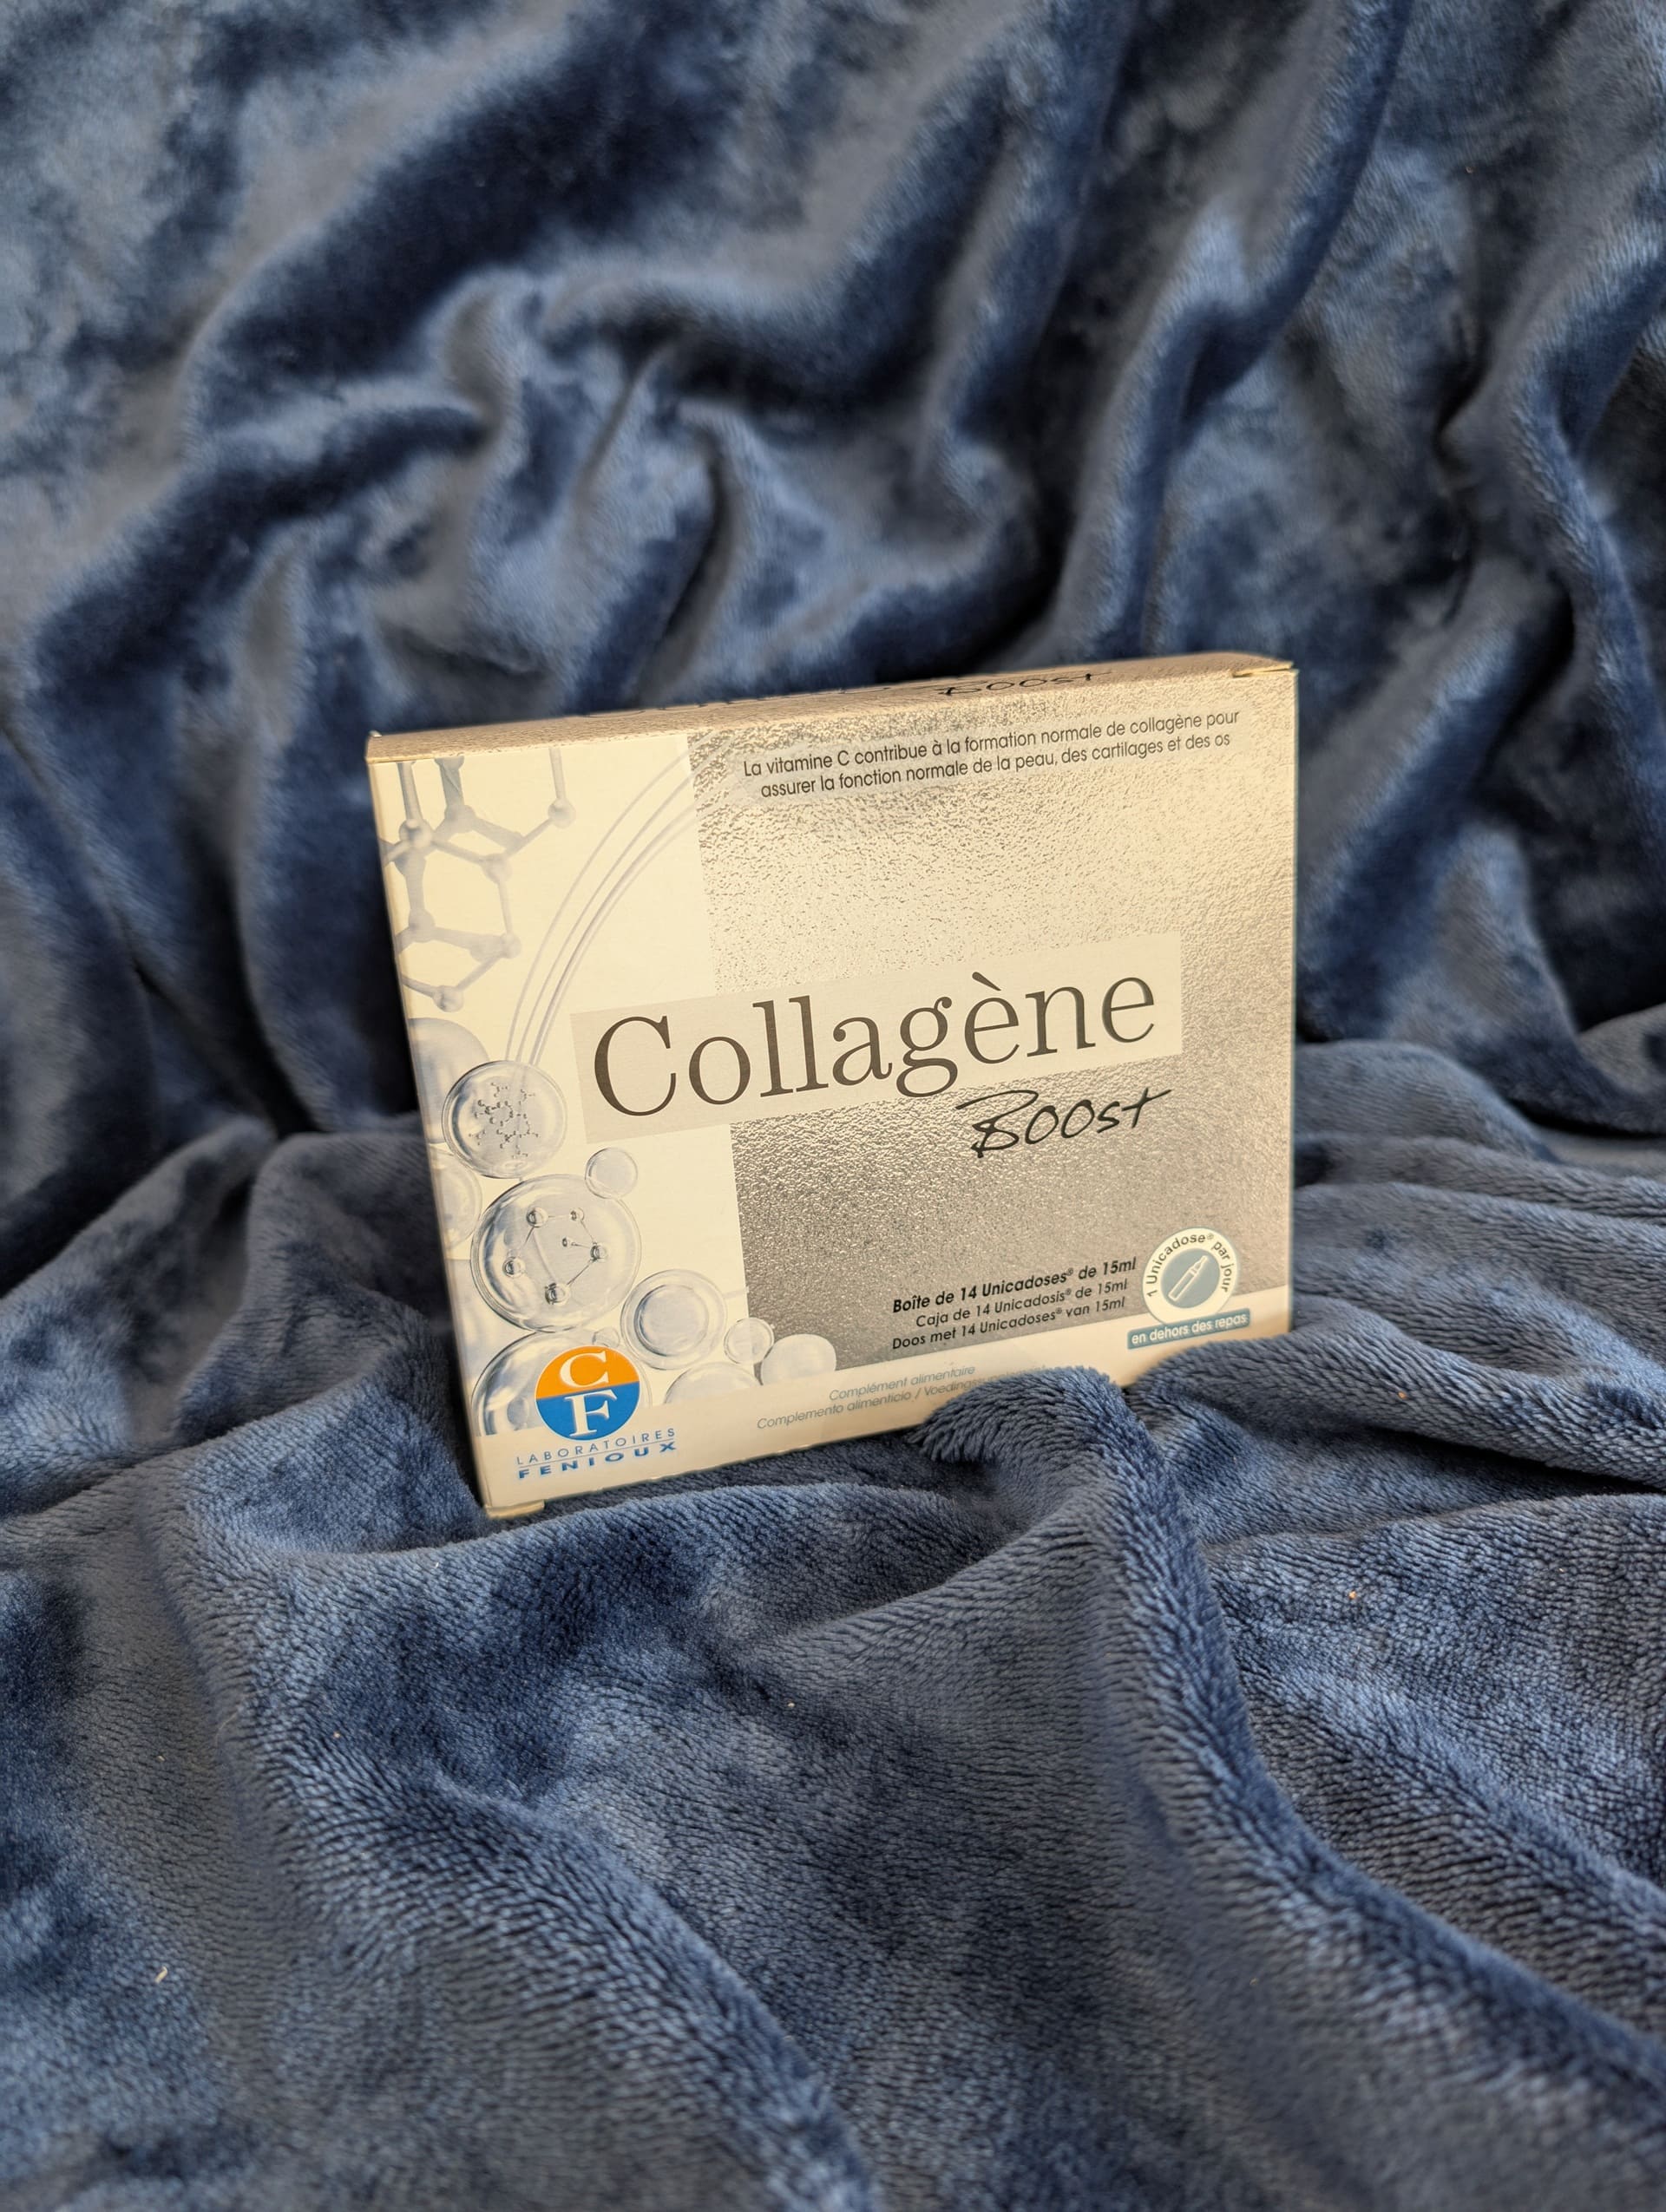 Boost
La vitamine C contribue à la formation normale de collagène pour
assurer la fonction normale de la peau, des cartilages et des os
Collagène
Boost
Boîte de 14 Unicadoses® de 15ml
Caja de 14 Unicadosis® de 15ml
Doos met 14 Unicadoses® van 15ml
1 Unicadose® par jour
en dehors des repas
Complément alimentaire
Complemento alimenticio /
CF
LABORATOIRES
FENIOUX